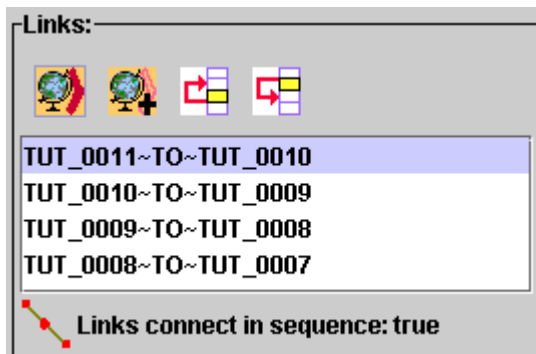 Links:
TUT_0011~TO~TUT_0010
TUT_0010~TO~TUT_0009
TUT_0009~TO~TUT_0008
TUT_0008~TO~TUT_0007
Links connect in sequence: true